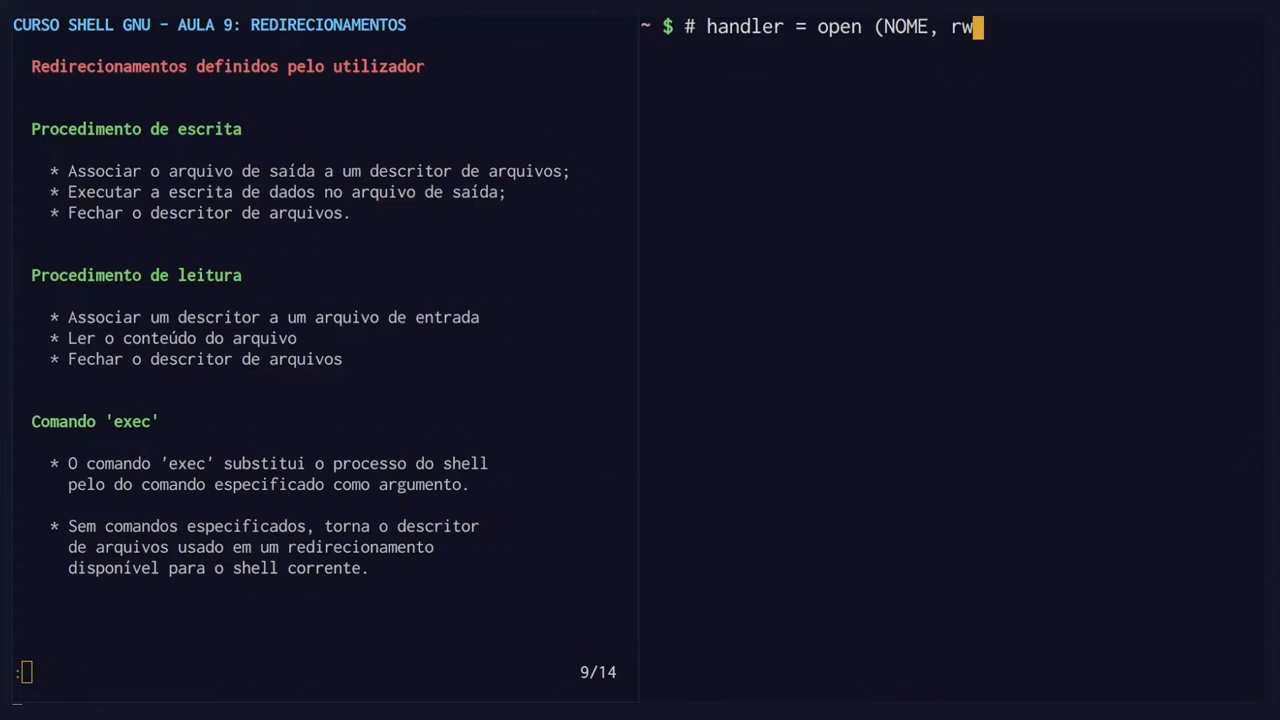 CURSO SHELL GNU - AULA 9: REDIRECIONAMENTOS
Redirecionamentos definidos pelo utilizador
Procedimento de escrita
* Associar o arquivo de saída a um descritor de arquivos;
* Executar a escrita de dados no arquivo de saída;
* Fechar o descritor de arquivos.
Procedimento de leitura
* Associar um descritor a um arquivo de entrada
* Ler o conteúdo do arquivo
* Fechar o descritor de arquivos
Comando 'exec'
* O comando 'exec' substitui o processo do shell
pelo do comando especificado como argumento.
* Sem comandos especificados, torna o descritor
de arquivos usado em um redirecionamento
disponível para o shell corrente.
:
9/14
~ $ # handler = open (NOME, rw